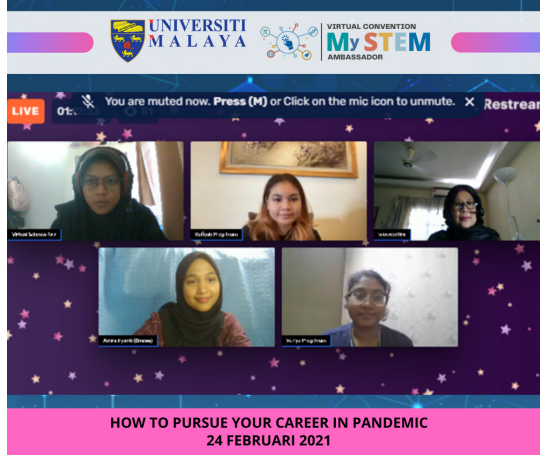 UNIVERSITI
MALAYA
VIRTUAL CONVENTION
My STEM
AMBASSADOR
LIVE
You are muted now. Press (M) or Click on the mic icon to unmute.
HOW TO PURSUE YOUR CAREER IN PANDEMIC
24 FEBRUARI 2021